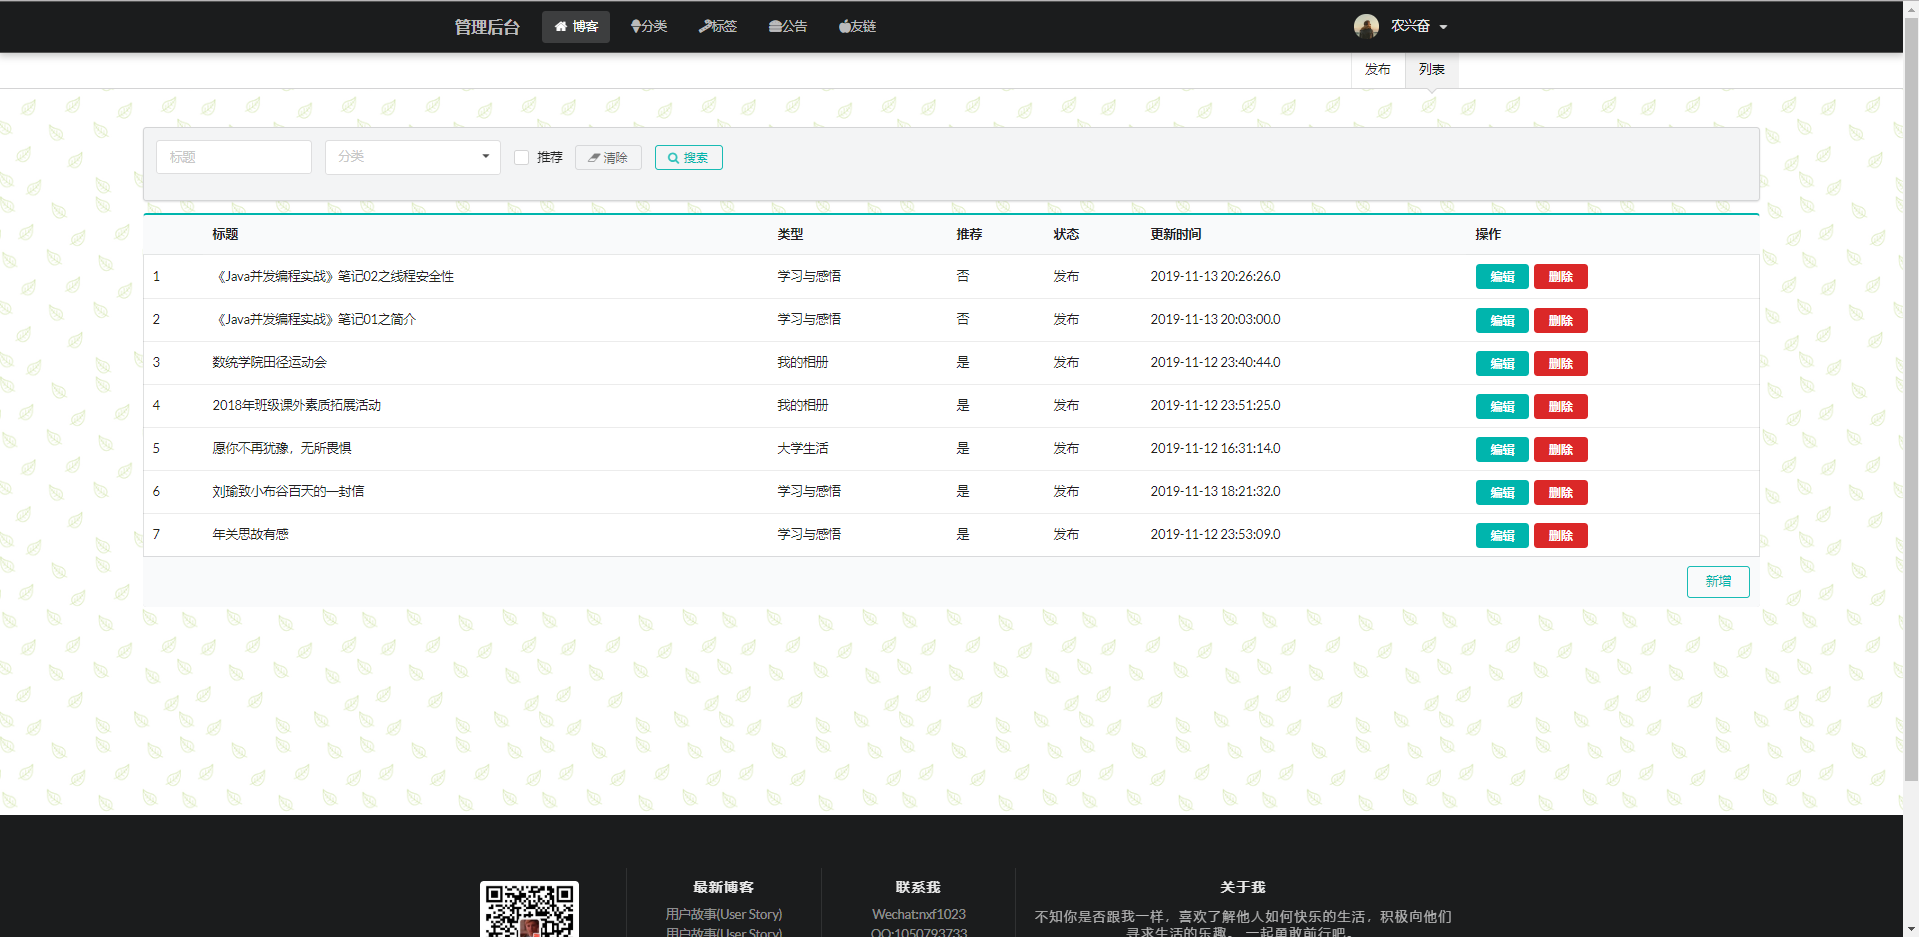 管理后台 博客 分类 标签 公告 友链 农兴奋
发布 列表
标题 分类 推荐 清除 搜索
标题 类型 推荐 状态 更新时间 操作
1 《Java并发编程实战》笔记02之线程安全性 学习与感悟 否 发布 2019-11-13 20:26:26.0 编辑 删除
2 《Java并发编程实战》笔记01之简介 学习与感悟 否 发布 2019-11-13 20:03:00.0 编辑 删除
3 数统学院田径运动会 我的相册 是 发布 2019-11-12 23:40:44.0 编辑 删除
4 2018年班级课外素质拓展活动 我的相册 是 发布 2019-11-12 23:51:25.0 编辑 删除
5 愿你不再犹豫，无所畏惧 大学生活 是 发布 2019-11-12 16:31:14.0 编辑 删除
6 刘瑜致小布谷百天的一封信 学习与感悟 是 发布 2019-11-13 18:21:32.0 编辑 删除
7 年关思故有感 学习与感悟 是 发布 2019-11-12 23:53:09.0 编辑 删除
新增
最新博客 联系我 关于我
用户故事(User Story) Wechat:nxf1023 不知你是否跟我一样，喜欢了解他人如何快乐的生活，积极向他们
用户故事(User Story) QQ:1050793733 寻求生活的乐趣。 一起勇敢前行吧。